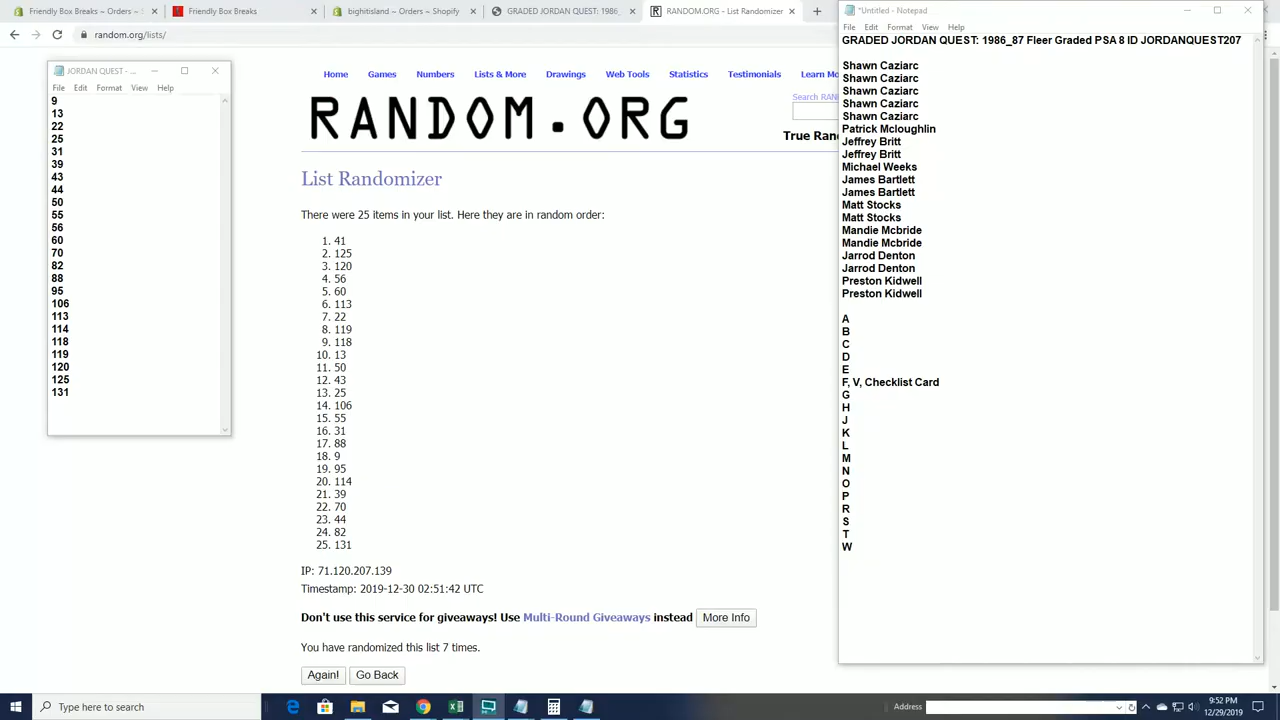 Friendly Box Breaks ~ Orders ~ S
Friendly Box Breaks
bighitisland ~ Orders ~ Shopify
GRADED JORDAN QUEST: 1986_
RANDOM.ORG - List Randomizer
random.org/lists/
JORDAN QUEST - ...
File Edit Format View Help
9
13
22
25
31
39
43
44
50
55
56
60
70
82
88
95
106
113
114
118
119
120
125
131
Home Games Numbers Lists & More Drawings Web Tools Statistics Testimonials Learn Mo
RANDOM.ORG
Search RAN
True Ran
List Randomizer
There were 25 items in your list. Here they are in random order:
1. 41
2. 125
3. 120
4. 56
5. 60
6. 113
7. 22
8. 119
9. 118
10. 13
11. 50
12. 43
13. 25
14. 106
15. 55
16. 31
17. 88
18. 9
19. 95
20. 114
21. 39
22. 70
23. 44
24. 82
25. 131
IP: 71.120.207.139
Timestamp: 2019-12-30 02:51:42 UTC
Don't use this service for giveaways! Use Multi-Round Giveaways instead More Info
You have randomized this list 7 times.
Again! Go Back
*Untitled - Notepad
File Edit Format View Help
GRADED JORDAN QUEST: 1986_87 Fleer Graded PSA 8 ID JORDANQUEST207
Shawn Caziarc
Shawn Caziarc
Shawn Caziarc
Shawn Caziarc
Shawn Caziarc
Patrick Mcloughlin
Jeffrey Britt
Jeffrey Britt
Michael Weeks
James Bartlett
James Bartlett
Matt Stocks
Matt Stocks
Mandie Mcbride
Mandie Mcbride
Jarrod Denton
Jarrod Denton
Preston Kidwell
Preston Kidwell
A
B
C
D
E
F, V, Checklist Card
G
H
J
K
L
M
N
O
P
R
S
T
W
Type here to search
Address
9:52 PM
12/29/2019